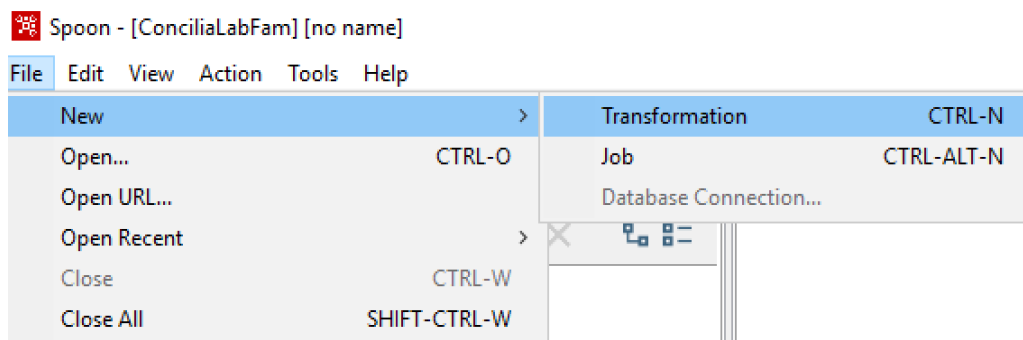 Spoon - [ConciliaLabFam] [no name]
File Edit View Action Tools Help
New > Transformation CTRL-N
Open... CTRL-O Job CTRL-ALT-N
Open URL... Database Connection...
Open Recent >
Close CTRL-W
Close All SHIFT-CTRL-W